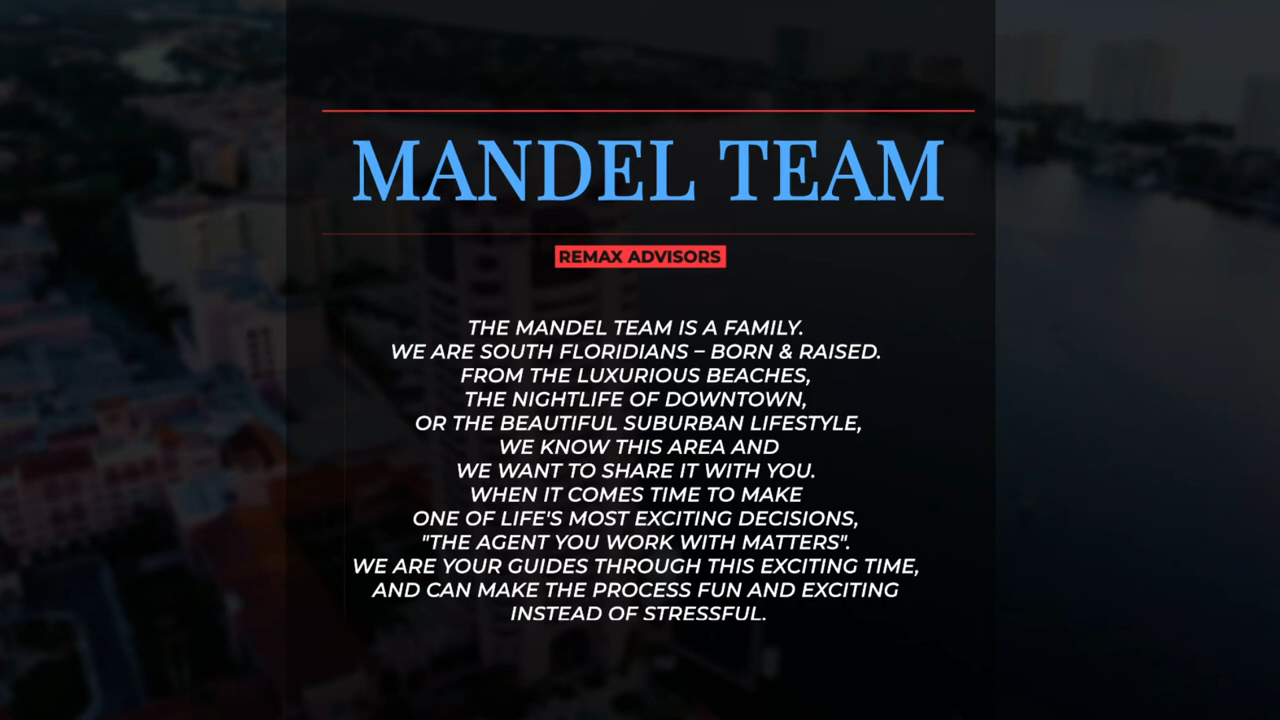 MANDEL TEAM
REMAX ADVISORS
THE MANDEL TEAM IS A FAMILY.
WE ARE SOUTH FLORIDIANS – BORN & RAISED.
FROM THE LUXURIOUS BEACHES,
THE NIGHTLIFE OF DOWNTOWN,
OR THE BEAUTIFUL SUBURBAN LIFESTYLE,
WE KNOW THIS AREA AND
WE WANT TO SHARE IT WITH YOU.
WHEN IT COMES TIME TO MAKE
ONE OF LIFE'S MOST EXCITING DECISIONS,
"THE AGENT YOU WORK WITH MATTERS".
WE ARE YOUR GUIDES THROUGH THIS EXCITING TIME,
AND CAN MAKE THE PROCESS FUN AND EXCITING
INSTEAD OF STRESSFUL.